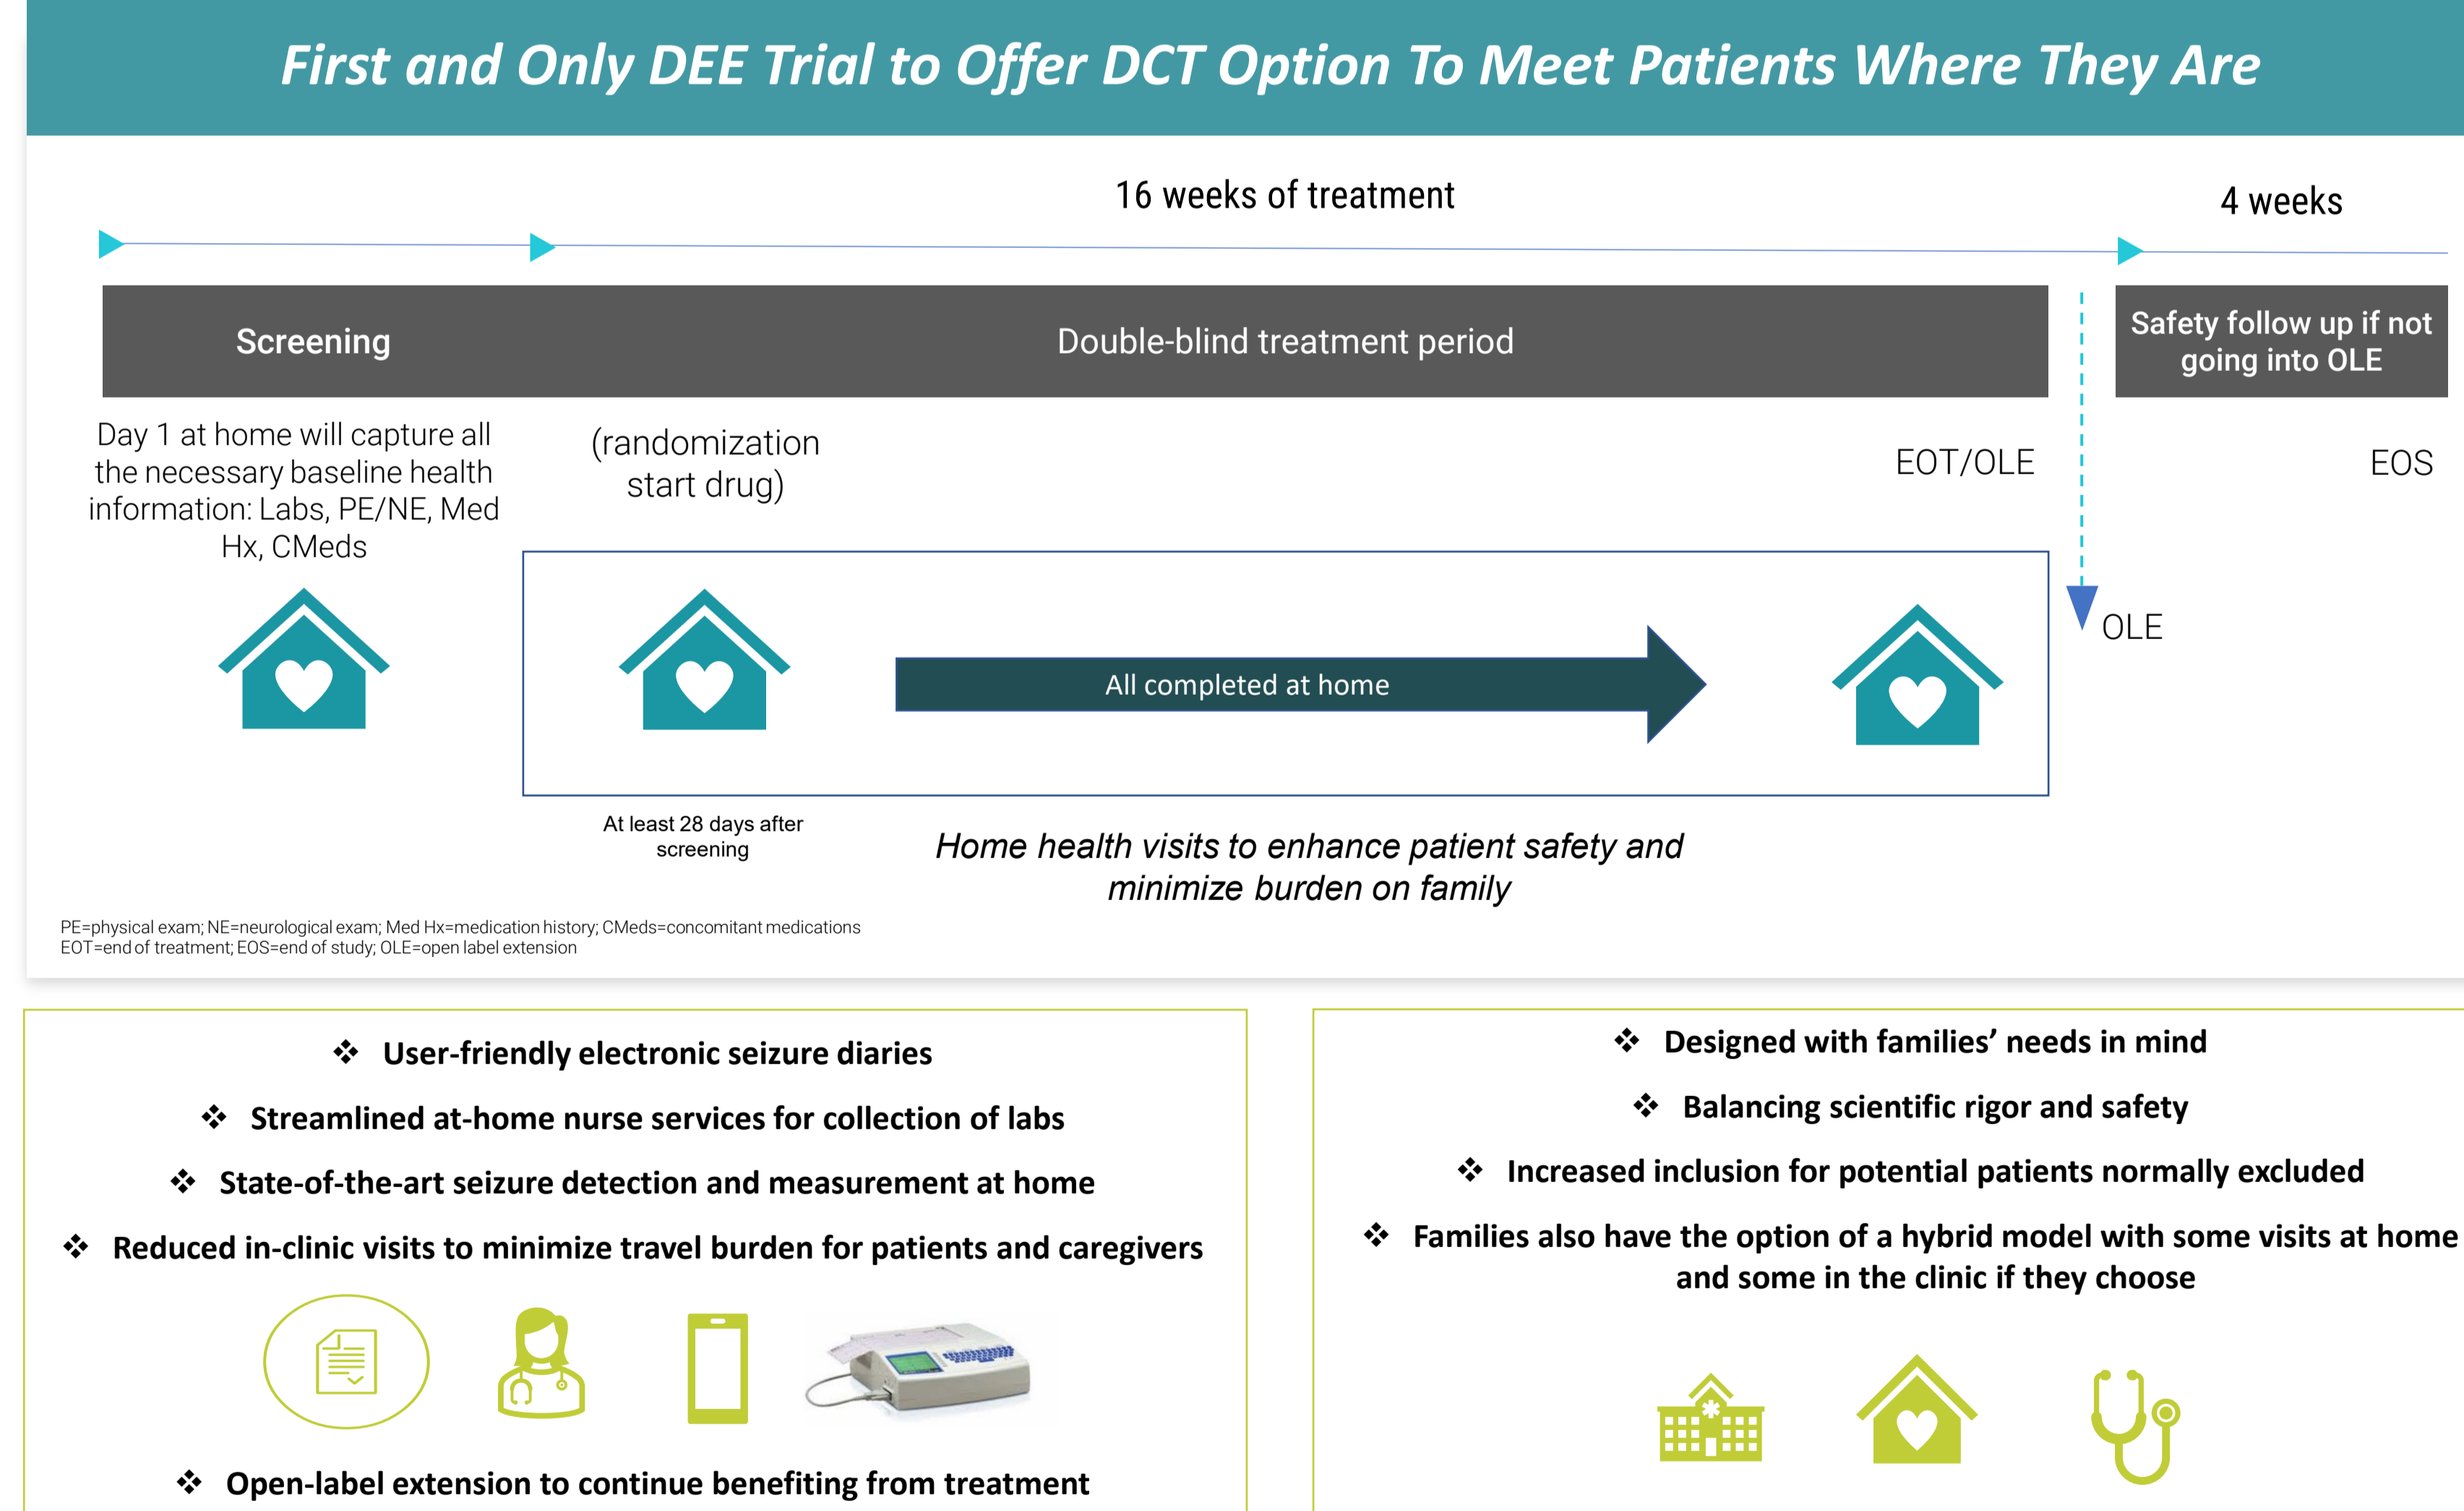 First and Only DEE Trial to Offer DCT Option To Meet Patients Where They Are
16 weeks of treatment
4 weeks
Screening
Double-blind treatment period
Safety follow up if not
going into OLE
Day 1 at home will capture all
the necessary baseline health
information: Labs, PE/NE, Med
Hx, CMeds
(randomization
start drug)
EOT/OLE
EOS
OLE
All completed at home
At least 28 days after
screening
Home health visits to enhance patient safety and
minimize burden on family
PE=physical exam; NE=neurological exam; Med Hx=medication history; CMeds=concomitant medications
EOT=end of treatment; EOS=end of study; OLE=open label extension
❖ User-friendly electronic seizure diaries
❖ Streamlined at-home nurse services for collection of labs
❖ State-of-the-art seizure detection and measurement at home
❖ Reduced in-clinic visits to minimize travel burden for patients and caregivers
❖ Open-label extension to continue benefiting from treatment
❖ Designed with families’ needs in mind
❖ Balancing scientific rigor and safety
❖ Increased inclusion for potential patients normally excluded
❖ Families also have the option of a hybrid model with some visits at home
and some in the clinic if they choose